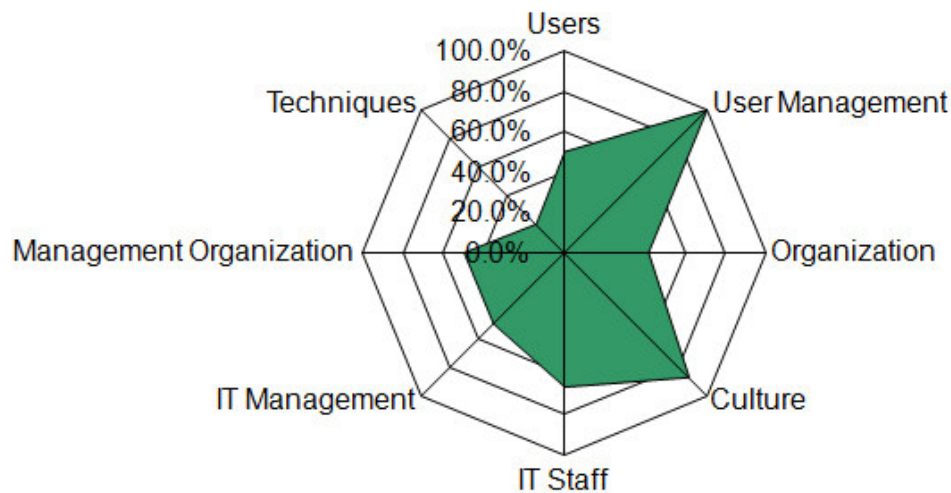 Users
100.0%
80.0%
60.0%
40.0%
20.0%
0.0%
Techniques
User Management
Management Organization
Organization
IT Management
Culture
IT Staff